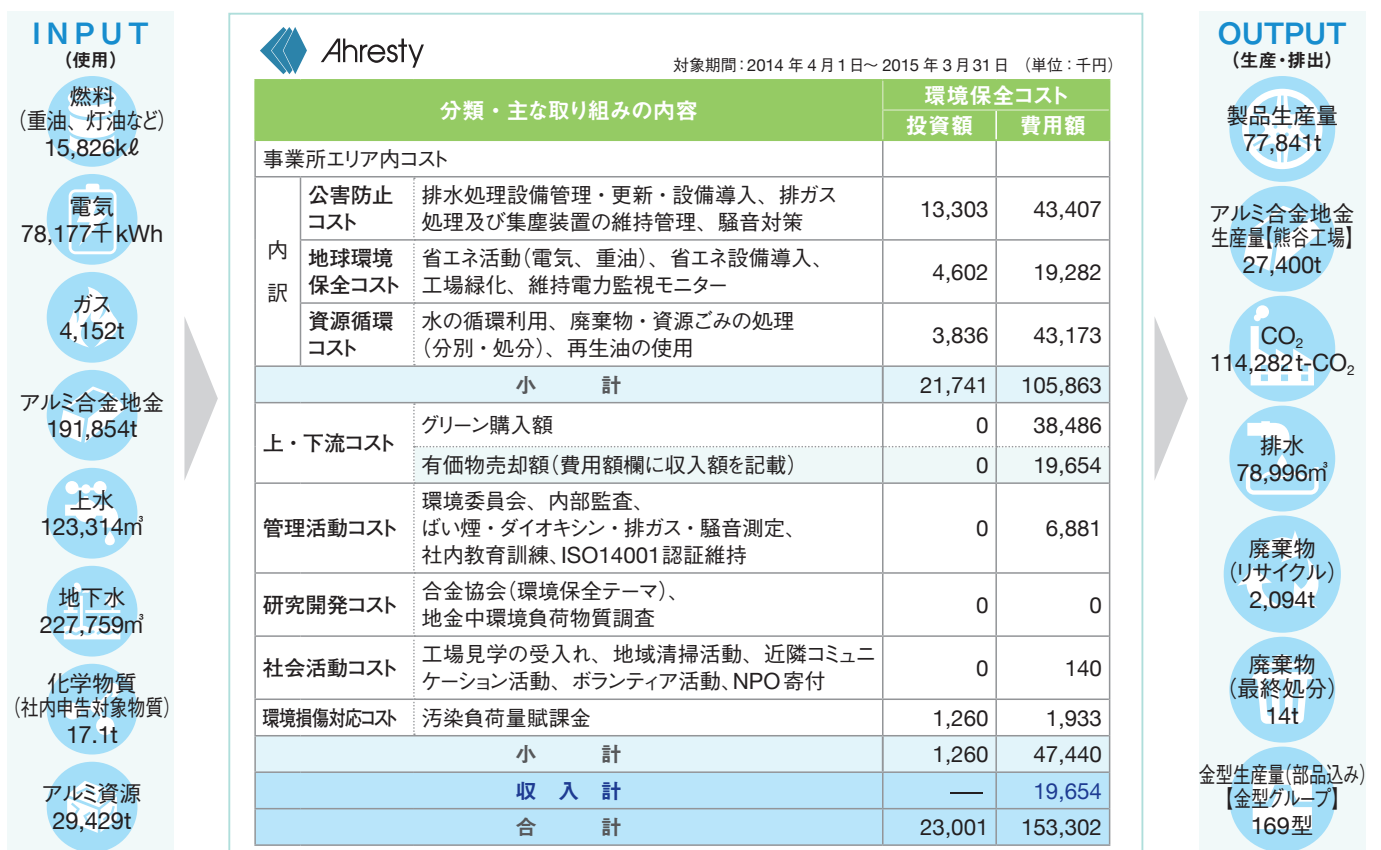 INPUT
(使用)
燃料
(重油、灯油など)
15,826kℓ
電気
78,177千kWh
ガス
4,152t
アルミ合金地金
191,854t
上水
123,314㎥
地下水
227,759㎥
化学物質
(社内申告対象物質)
17.1t
アルミ資源
29,429t
Ahresty
対象期間:2014年4月1日~2015年3月31日 (単位:千円)
分類・主な取り組みの内容
環境保全コスト
投資額 費用額
事業所エリア内コスト
内訳
公害防止
コスト
排水処理設備管理・更新・設備導入、排ガス
処理及び集塵装置の維持管理、騒音対策
13,303 43,407
地球環境
保全コスト
省エネ活動(電気、重油)、省エネ設備導入、
工場緑化、維持電力監視モニター
4,602 19,282
資源循環
コスト
水の循環利用、廃棄物・資源ごみの処理
(分別・処分)、再生油の使用
3,836 43,173
小計 21,741 105,863
上・下流コスト
グリーン購入額 0 38,486
有価物売却額(費用額欄に収入額を記載) 0 19,654
管理活動コスト
環境委員会、内部監査、
ばい煙・ダイオキシン・排ガス・騒音測定、
社内教育訓練、ISO14001認証維持
0 6,881
研究開発コスト
合金協会(環境保全テーマ)、
地金中環境負荷物質調査
0 0
社会活動コスト
工場見学の受入れ、地域清掃活動、近隣コミュニ
ケーション活動、ボランティア活動、NPO寄付
0 140
環境損傷対応コスト 汚染負荷量賦課金 1,260 1,933
小計 1,260 47,440
収入計 — 19,654
合計 23,001 153,302
OUTPUT
(生産・排出)
製品生産量
77,841t
アルミ合金地金
生産量【熊谷工場】
27,400t
CO₂
114,282t-CO₂
排水
78,996㎥
廃棄物
(リサイクル)
2,094t
廃棄物
(最終処分)
14t
金型生産量(部品込み)
【金型グループ】
169型